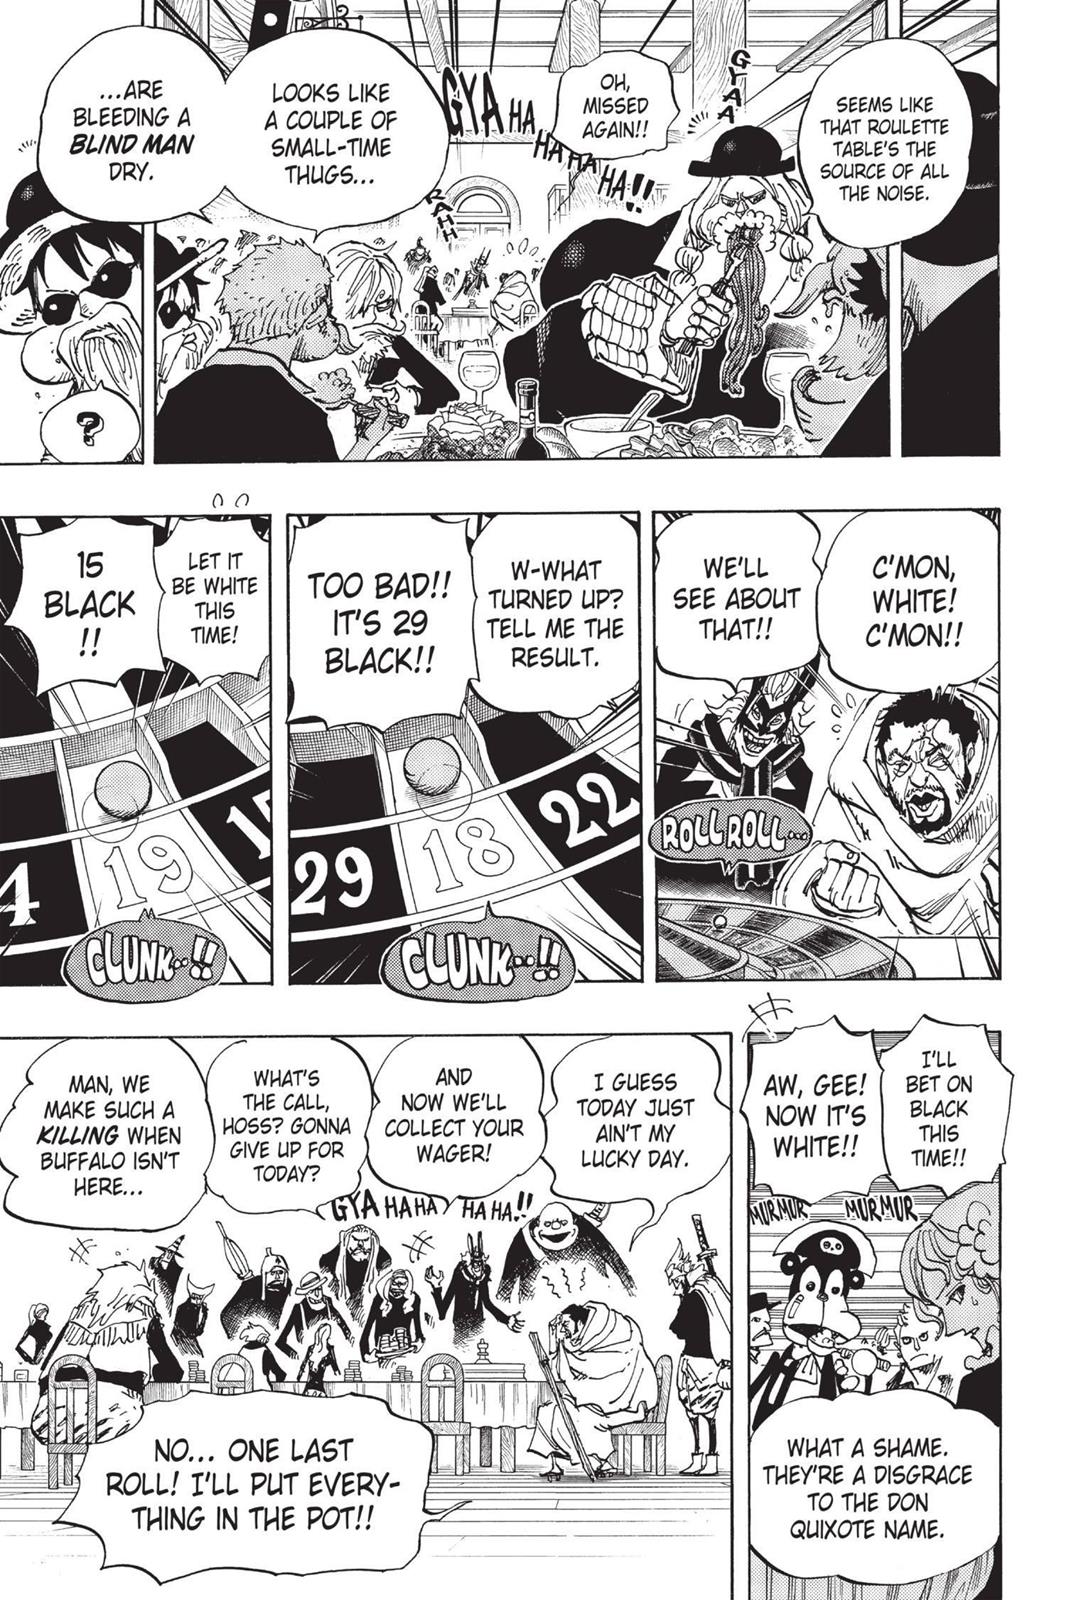 SEEMS LIKE
THAT ROULETTE
TABLE'S THE
SOURCE OF ALL
THE NOISE.
GYAA
OH,
MISSED
AGAIN!!
GYA HA
HA HA HA
HA!!
RAHH
LOOKS LIKE
A COUPLE OF
SMALL-TIME
THUGS...
...ARE
BLEEDING A
BLIND MAN
DRY.
?
C'MON,
WHITE!
C'MON!!
WE'LL
SEE ABOUT
THAT!!
ROLL ROLL...
W-WHAT
TURNED UP?
TELL ME THE
RESULT.
TOO BAD!!
IT'S 29
BLACK!!
29
18
22
CLUNK..!!
LET IT
BE WHITE
THIS
TIME!
15
BLACK
!!
4
19
15
CLUNK..!!
I'LL
BET ON
BLACK
THIS
TIME!!
AW, GEE!
NOW IT'S
WHITE!!
MURMUR
MURMUR
WHAT A SHAME.
THEY'RE A DISGRACE
TO THE DON
QUIXOTE NAME.
I GUESS
TODAY JUST
AIN'T MY
LUCKY DAY.
AND
NOW WE'LL
COLLECT YOUR
WAGER!
WHAT'S
THE CALL,
HOSS? GONNA
GIVE UP FOR
TODAY?
MAN, WE
MAKE SUCH A
KILLING WHEN
BUFFALO ISN'T
HERE...
GYA HA HA HA HA!!
NO... ONE LAST
ROLL! I'LL PUT EVERY-
THING IN THE POT!!